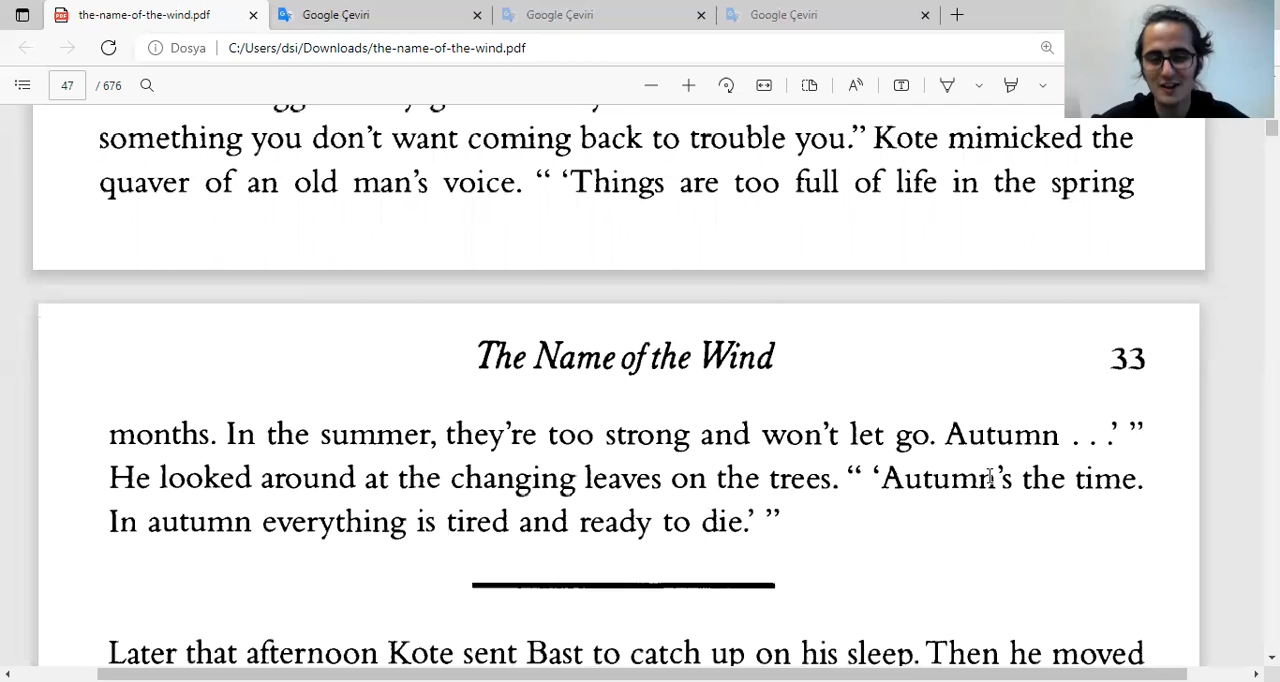 the-name-of-the-wind.pdf
Google Çeviri
Google Çeviri
Google Çeviri
Dosya
C:/Users/dsi/Downloads/the-name-of-the-wind.pdf
47 / 676
something you don’t want coming back to trouble you.” Kote mimicked the
quaver of an old man’s voice. “ ‘Things are too full of life in the spring
The Name of the Wind
33
months. In the summer, they’re too strong and won’t let go. Autumn . . .’ ”
He looked around at the changing leaves on the trees. “ ‘Autumn’s the time.
In autumn everything is tired and ready to die.’ ”
Later that afternoon Kote sent Bast to catch up on his sleep. Then he moved